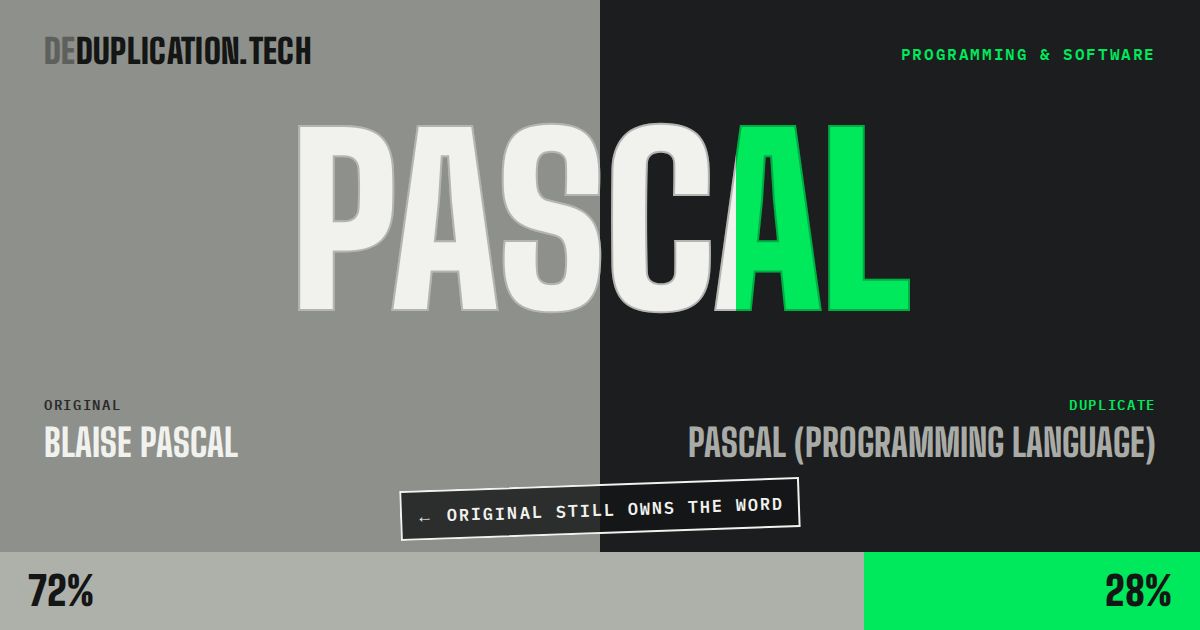 DEDUPLICATION.TECH
PROGRAMMING & SOFTWARE
PASCAL
ORIGINAL
BLAISE PASCAL
DUPLICATE
PASCAL (PROGRAMMING LANGUAGE)
← ORIGINAL STILL OWNS THE WORD
72%
28%